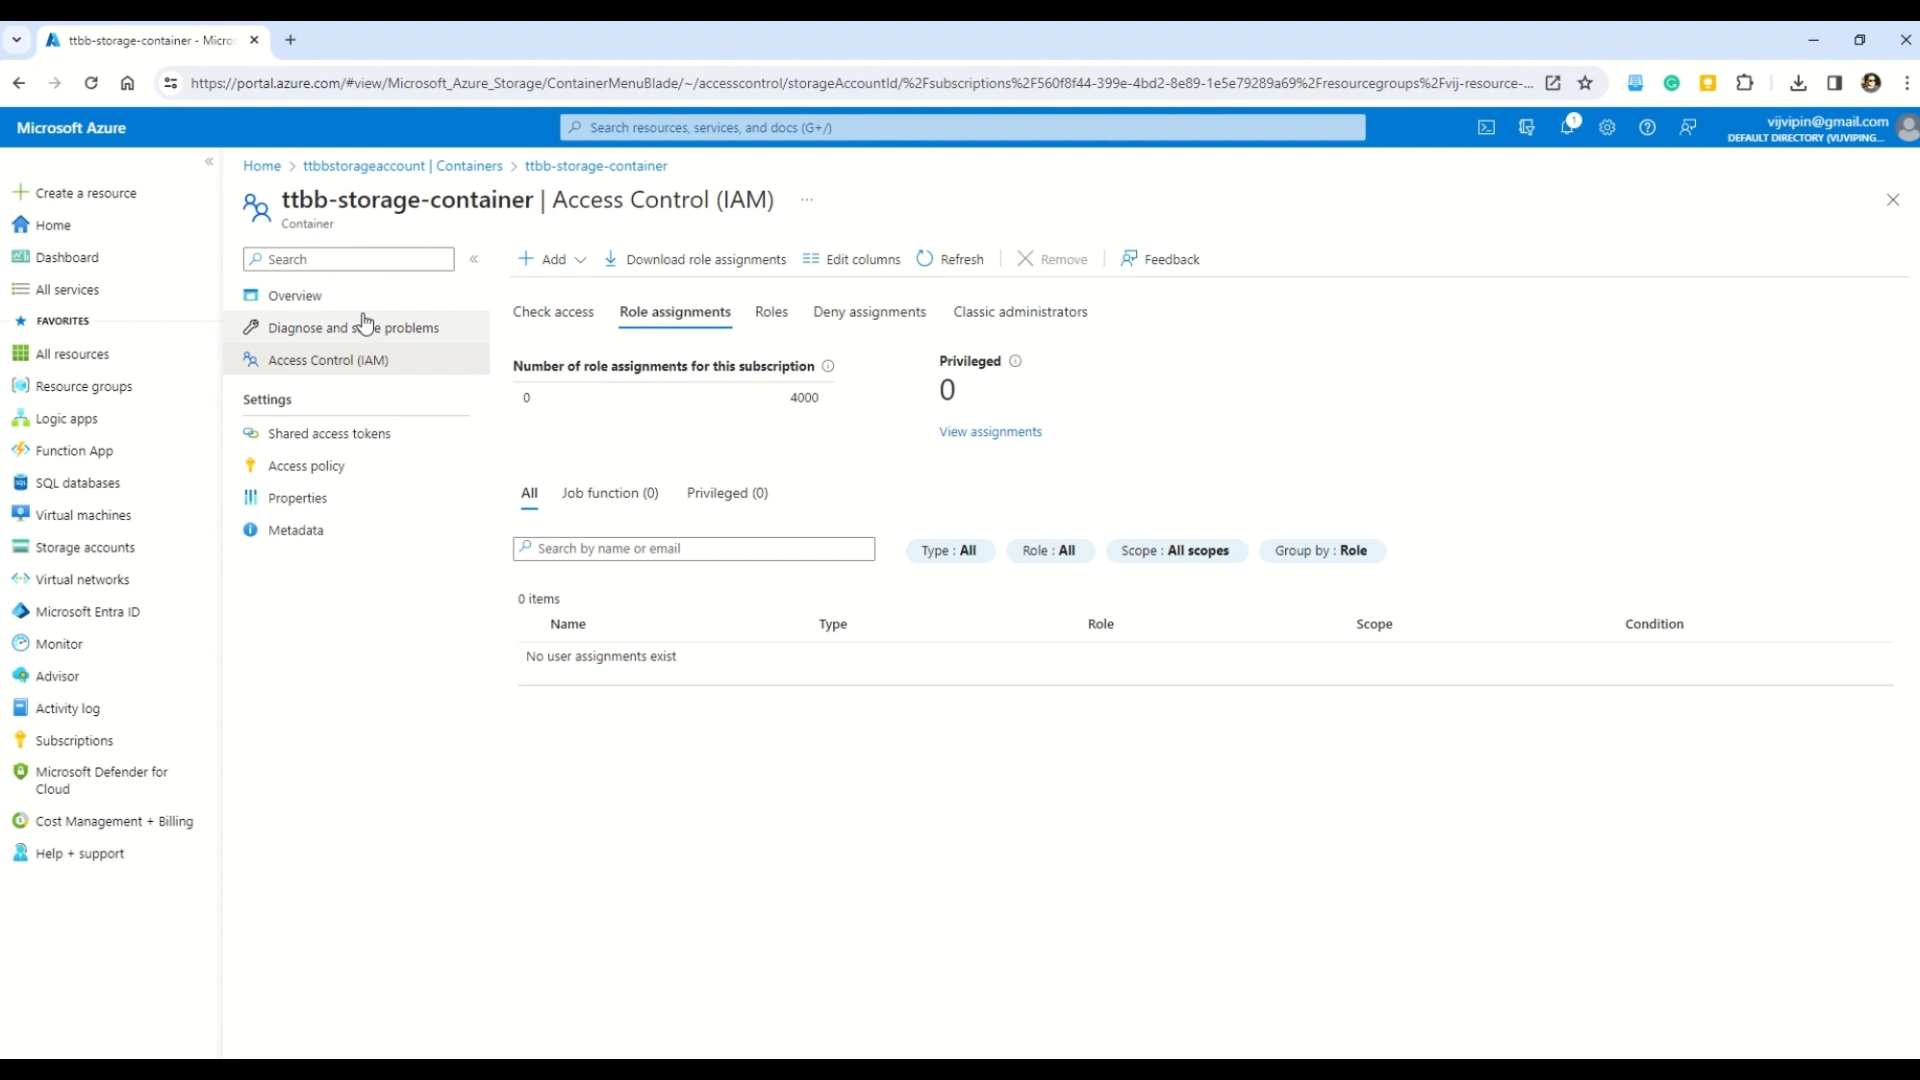 ttbb-storage-container - Micro
https://portal.azure.com/#view/Microsoft_Azure_Storage/ContainerMenuBlade/~/accesscontrol/storageAccountId/%2Fsubscriptions%2F560f8f44-399e-4bd2-8e89-1e5e79289a69%2Fresourcegroups%2Fvij-resource-...
Microsoft Azure
Search resources, services, and docs (G+/)
1
vijvipin@gmail.com
DEFAULT DIRECTORY (VIJVIPING...
Create a resource
Home
Dashboard
All services
FAVORITES
All resources
Resource groups
Logic apps
Function App
SQL databases
Virtual machines
Storage accounts
Virtual networks
Microsoft Entra ID
Monitor
Advisor
Activity log
Subscriptions
Microsoft Defender for
Cloud
Cost Management + Billing
Help + support
Home > ttbbstorageaccount | Containers > ttbb-storage-container
ttbb-storage-container | Access Control (IAM) ...
Container
Search
Overview
Diagnose and problems
Access Control (IAM)
Settings
Shared access tokens
Access policy
Properties
Metadata
Add
Download role assignments
Edit columns
Refresh
Remove
Feedback
Check access
Role assignments
Roles
Deny assignments
Classic administrators
Number of role assignments for this subscription
0
4000
Privileged
0
View assignments
All
Job function (0)
Privileged (0)
Search by name or email
Type : All
Role : All
Scope : All scopes
Group by : Role
0 items
Name
Type
Role
Scope
Condition
No user assignments exist